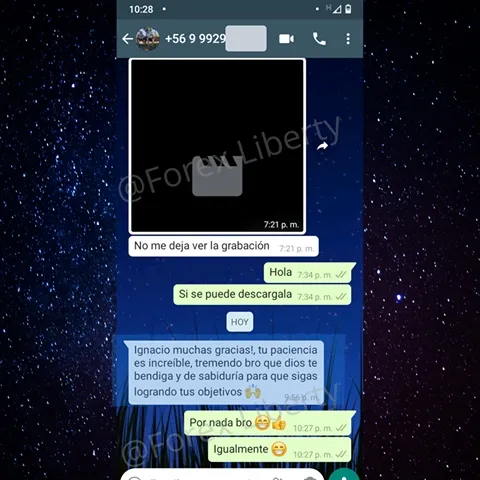 10:28
+56 9 9929
@Forex Liberty
7:21 p. m.
No me deja ver la grabación 7:21 p. m.
Hola 7:34 p. m.
Si se puede descargala 7:34 p. m.
HOY
Ignacio muchas gracias!, tu paciencia
es increíble, tremendo bro que dios te
bendiga y de sabiduría para que sigas
logrando tus objetivos 🙌 9:56 p. m.
Por nada bro 😁👍 10:27 p. m.
Igualmente 😁 10:27 p. m.
@Forex Liberty